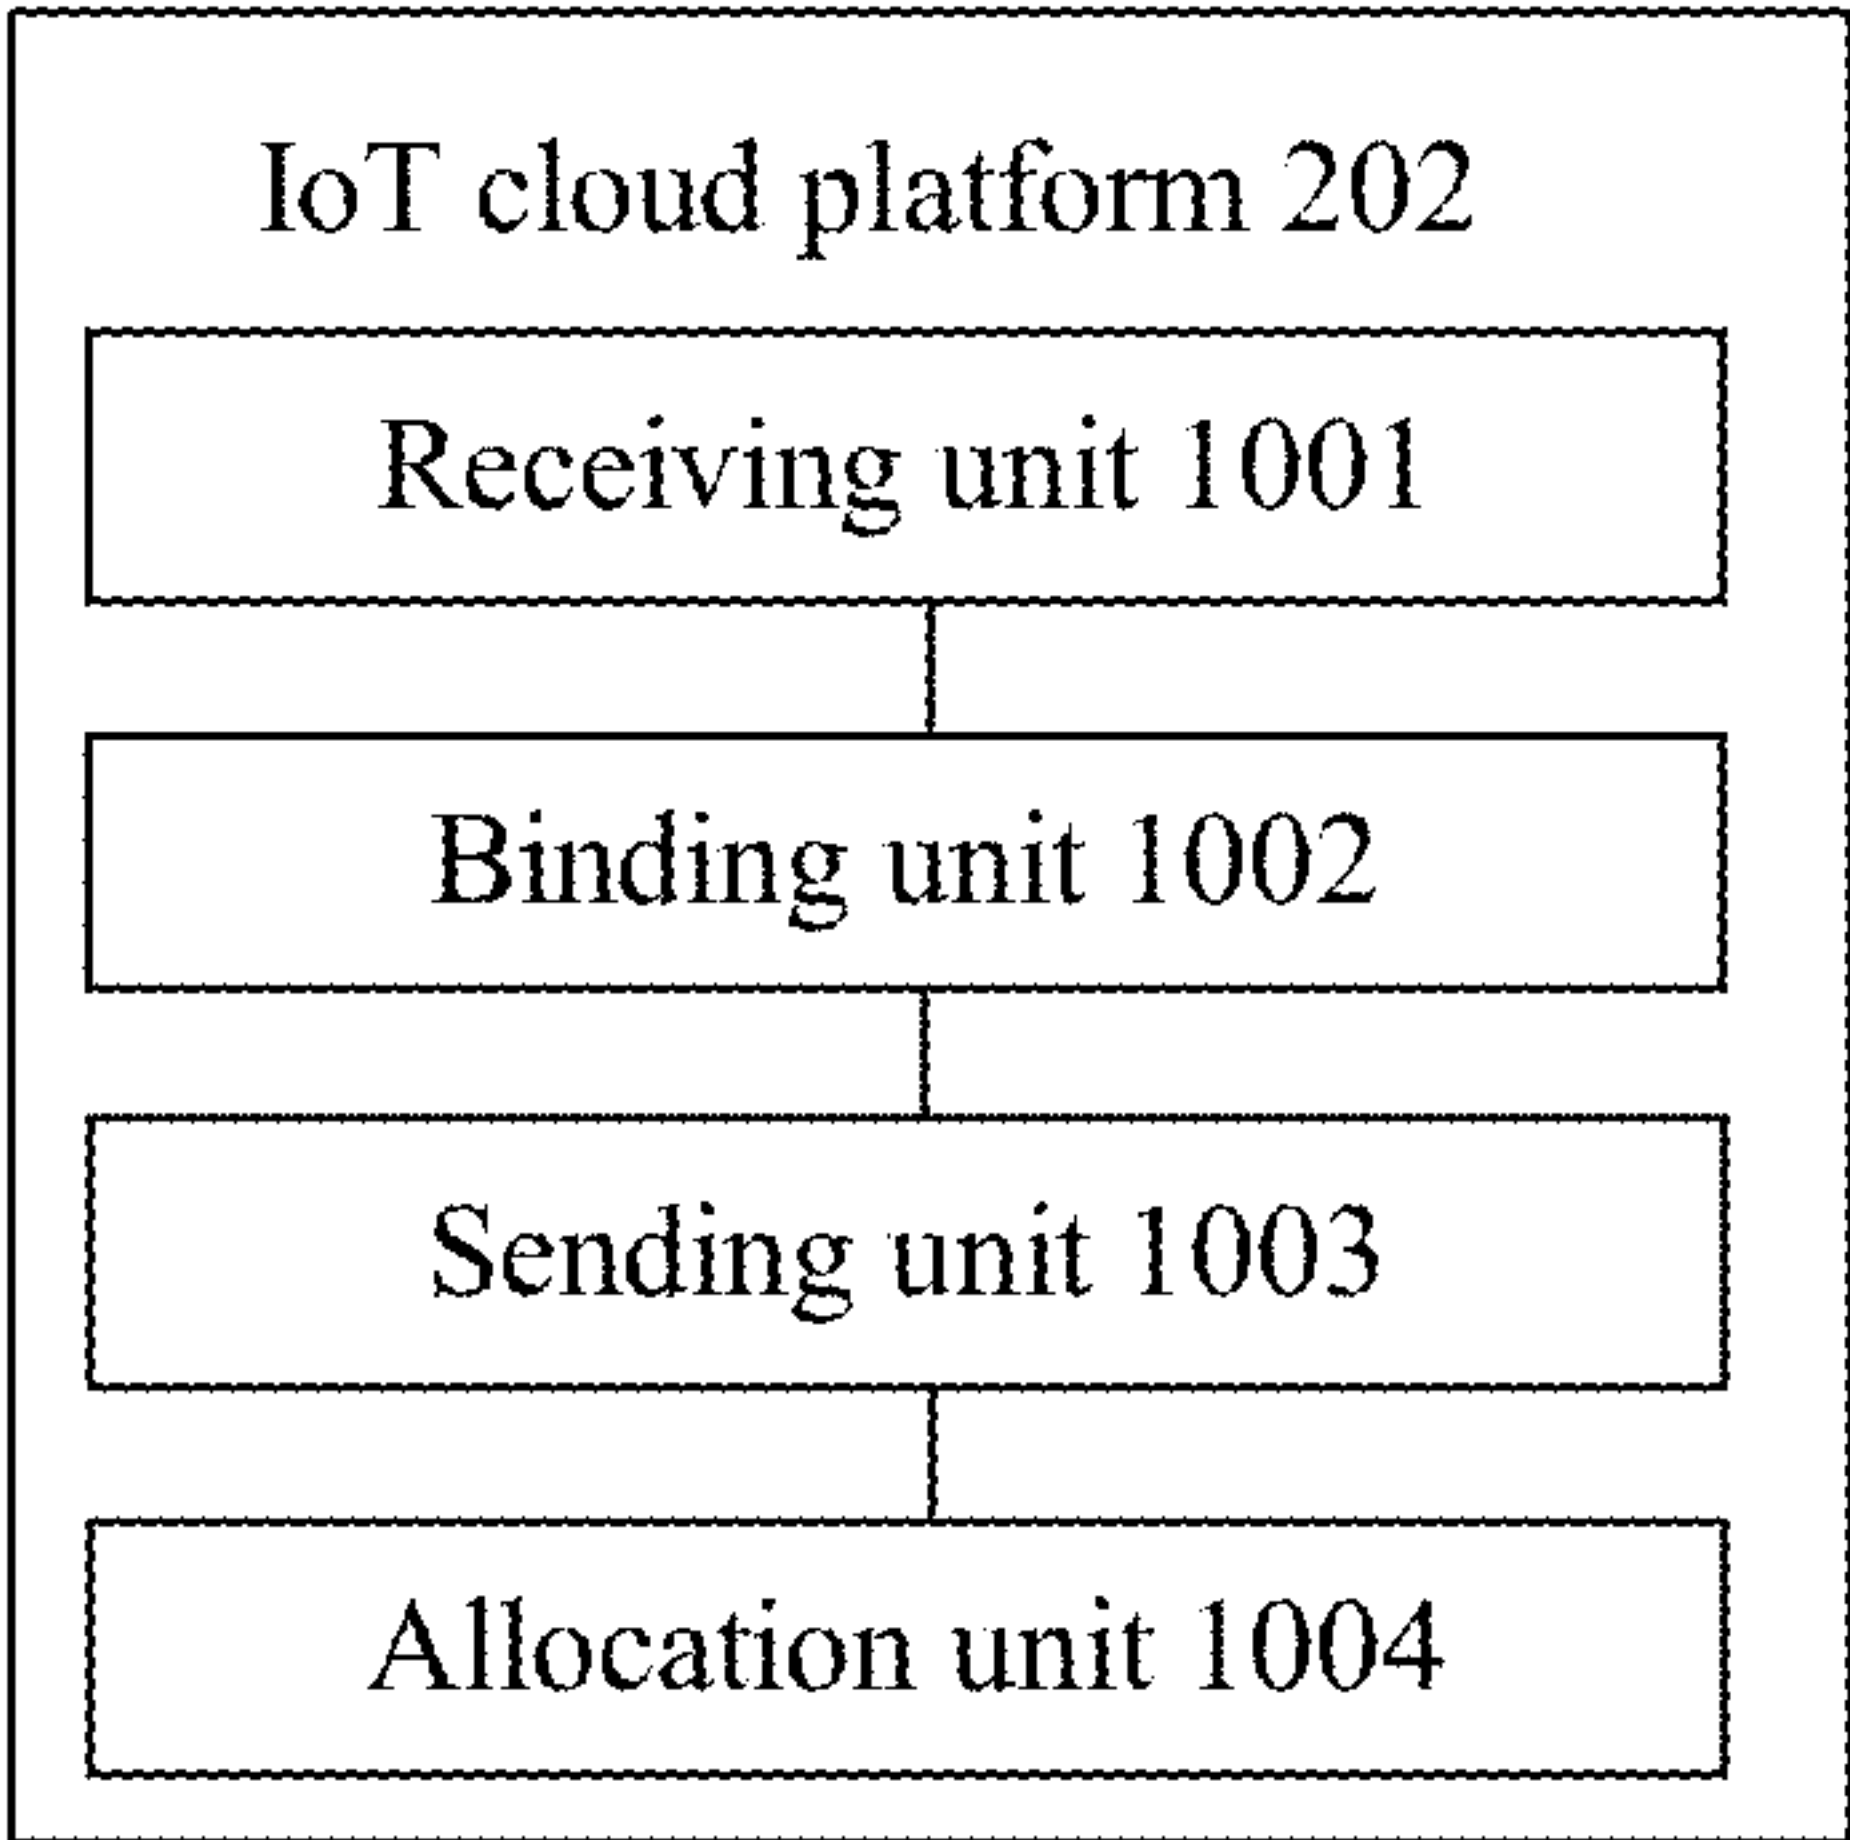 IoT cloud platform 202
Receiving unit 1001
Binding unit 1002
Sending unit 1003
Allocation unit 1004